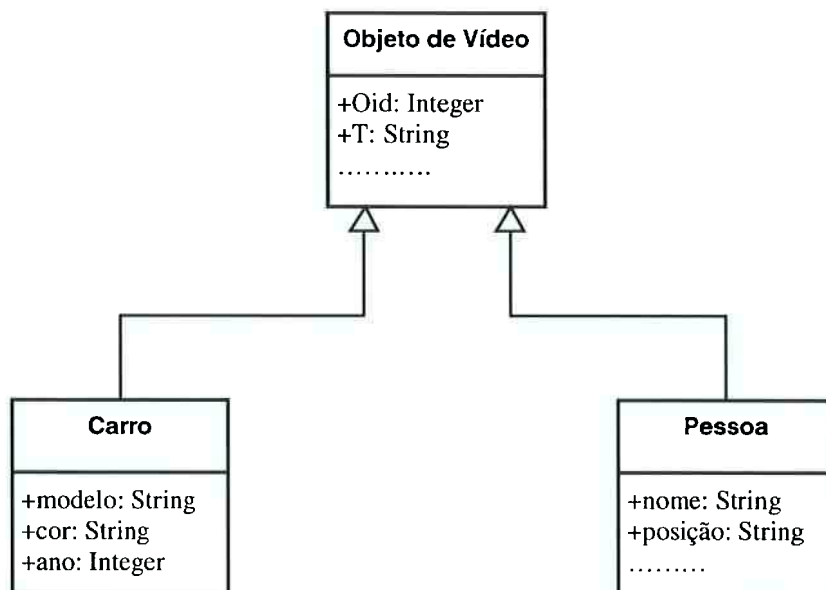 Objeto de Vídeo
+Oid: Integer
+T: String
...........
Carro
+modelo: String
+cor: String
+ano: Integer
Pessoa
+nome: String
+posição: String
.........